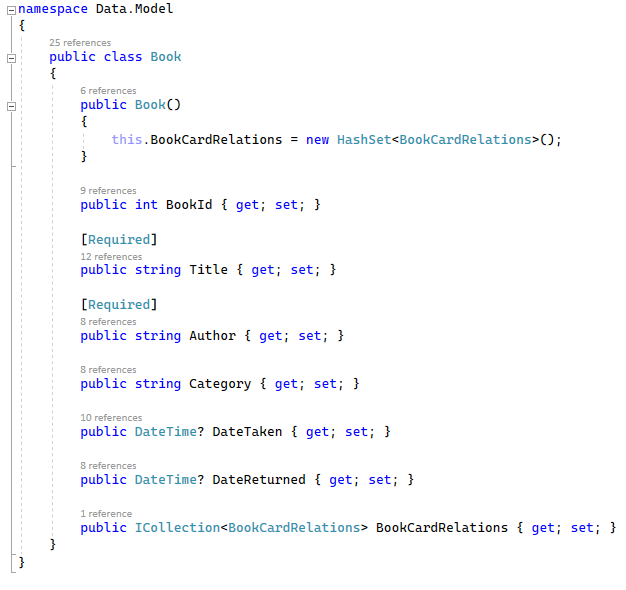 namespace Data.Model
{
25 references
public class Book
{
6 references
public Book()
{
this.BookCardRelations = new HashSet<BookCardRelations>();
}
9 references
public int BookId { get; set; }
[Required]
12 references
public string Title { get; set; }
[Required]
8 references
public string Author { get; set; }
8 references
public string Category { get; set; }
10 references
public DateTime? DateTaken { get; set; }
8 references
public DateTime? DateReturned { get; set; }
1 reference
public ICollection<BookCardRelations> BookCardRelations { get; set; }
}
}